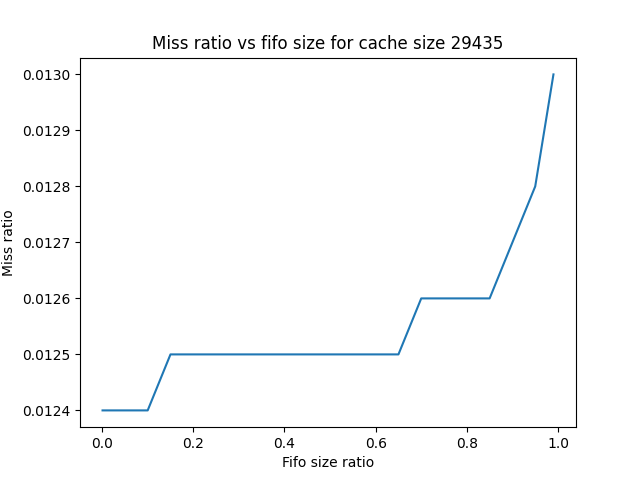 Miss ratio vs fifo size for cache size 29435
0.0130
0.0129
0.0128
0.0127
0.0126
0.0125
0.0124
Miss ratio
0.0 0.2 0.4 0.6 0.8 1.0
Fifo size ratio